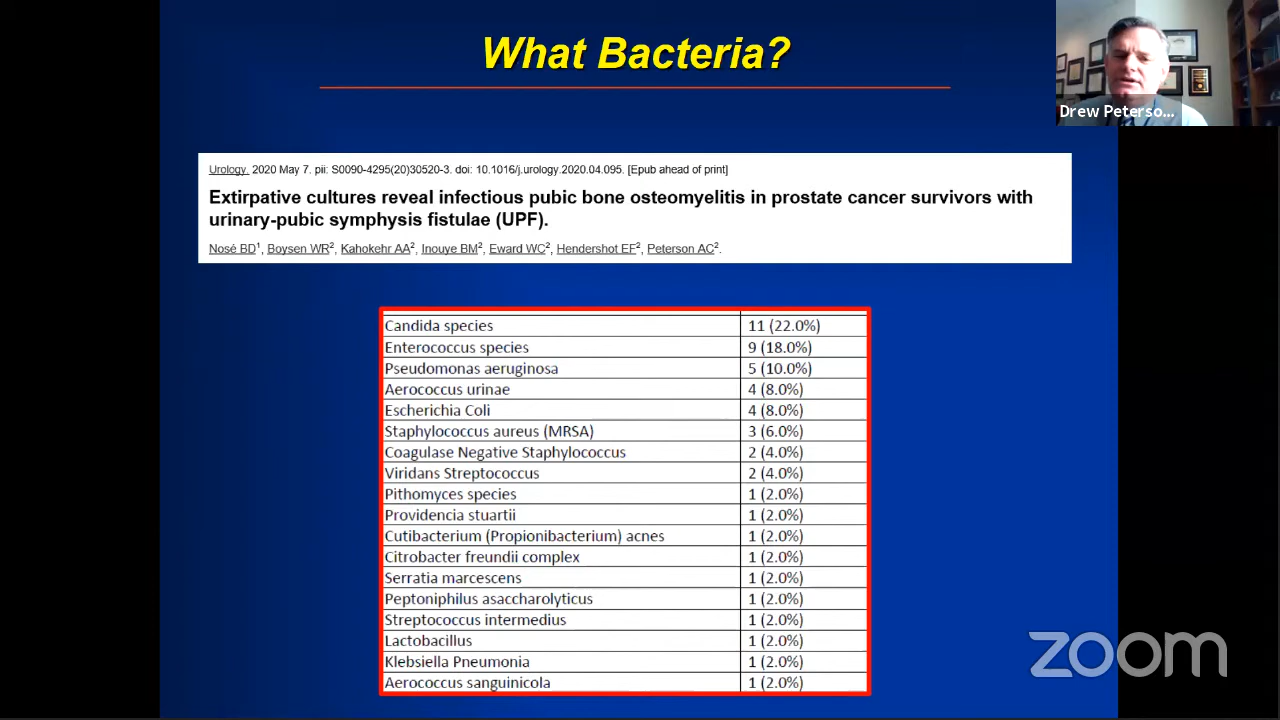 What Bacteria?
Drew Peterso...
Urology. 2020 May 7. pii: S0090-4295(20)30520-3. doi: 10.1016/j.urology.2020.04.095. [Epub ahead of print]
Extirpative cultures reveal infectious pubic bone osteomyelitis in prostate cancer survivors with
urinary-pubic symphysis fistulae (UPF).
Nosé BD1, Boysen WR2, Kahokehr AA2, Inouye BM2, Eward WC2, Hendershot EF2, Peterson AC2.
Candida species 11 (22.0%)
Enterococcus species 9 (18.0%)
Pseudomonas aeruginosa 5 (10.0%)
Aerococcus urinae 4 (8.0%)
Escherichia Coli 4 (8.0%)
Staphylococcus aureus (MRSA) 3 (6.0%)
Coagulase Negative Staphylococcus 2 (4.0%)
Viridans Streptococcus 2 (4.0%)
Pithomyces species 1 (2.0%)
Providencia stuartii 1 (2.0%)
Cutibacterium (Propionibacterium) acnes 1 (2.0%)
Citrobacter freundii complex 1 (2.0%)
Serratia marcescens 1 (2.0%)
Peptoniphilus asaccharolyticus 1 (2.0%)
Streptococcus intermedius 1 (2.0%)
Lactobacillus 1 (2.0%)
Klebsiella Pneumonia 1 (2.0%)
Aerococcus sanguinicola 1 (2.0%)
zoom